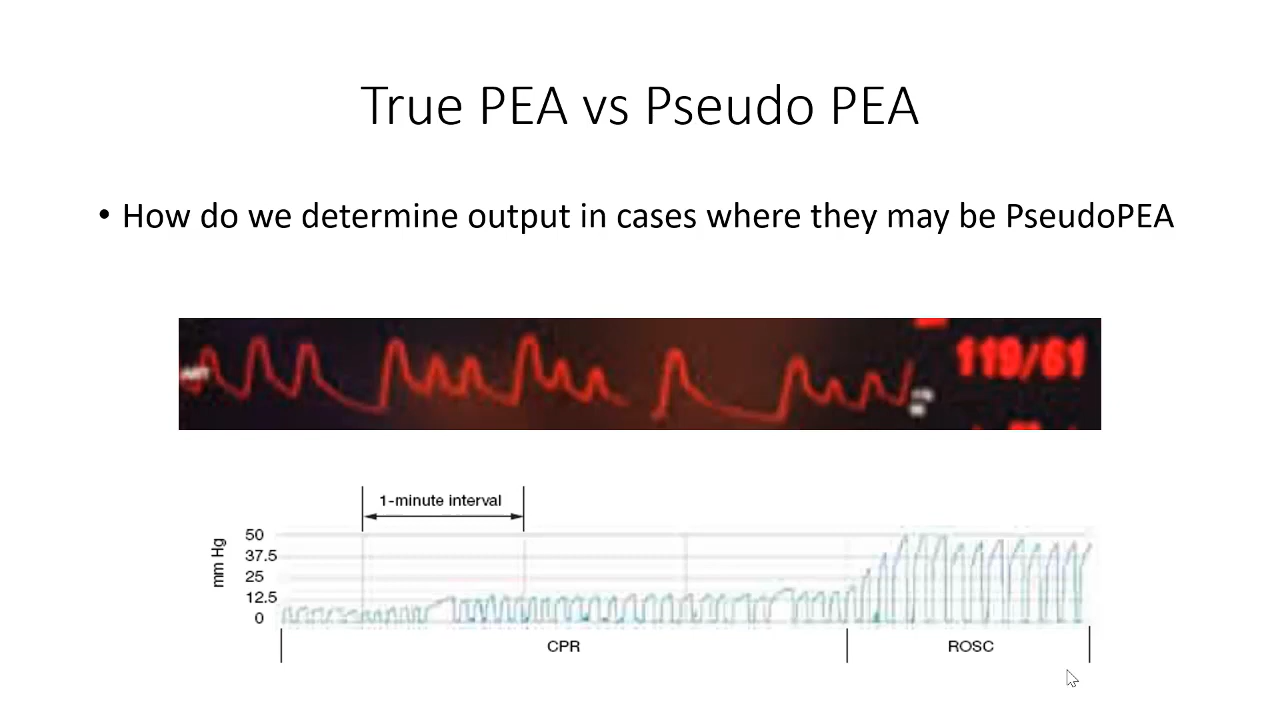 True PEA vs Pseudo PEA
• How do we determine output in cases where they may be PseudoPEA
119/61
1-minute interval
mm Hg
50
37.5
25
12.5
0
CPR
ROSC